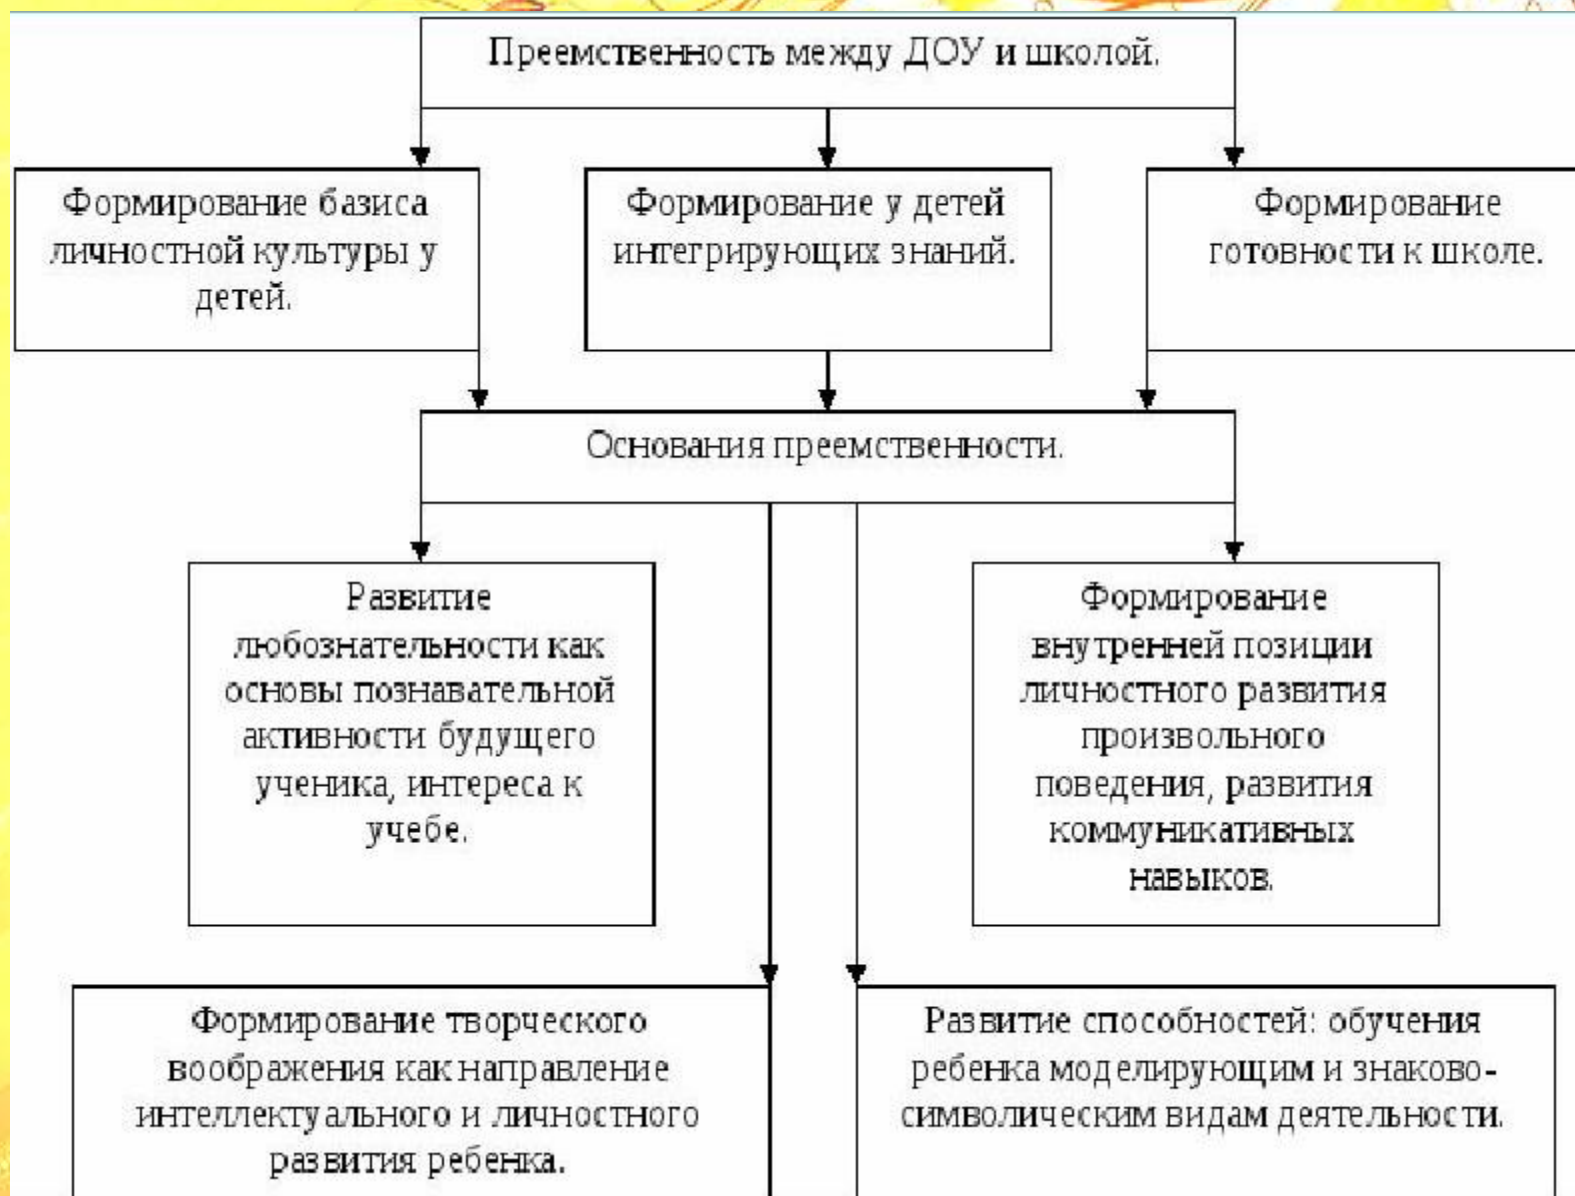 Преемственность между ДОУ и школой.
Формирование базиса
личностной культуры у
детей.
Формирование у детей
интегрирующих знаний.
Формирование
готовности к школе.
Основания преемственности.
Развитие
любознательности как
основы познавательной
активности будущего
ученика, интереса к
учебе.
Формирование
внутренней позиции
личностного развития
произвольного
поведения, развития
коммуникативных
навыков.
Формирование творческого
воображения как направление
интеллектуального и личностного
развития ребенка.
Развитие способностей: обучения
ребенка моделирующим и знаково-
символическим видам деятельности.